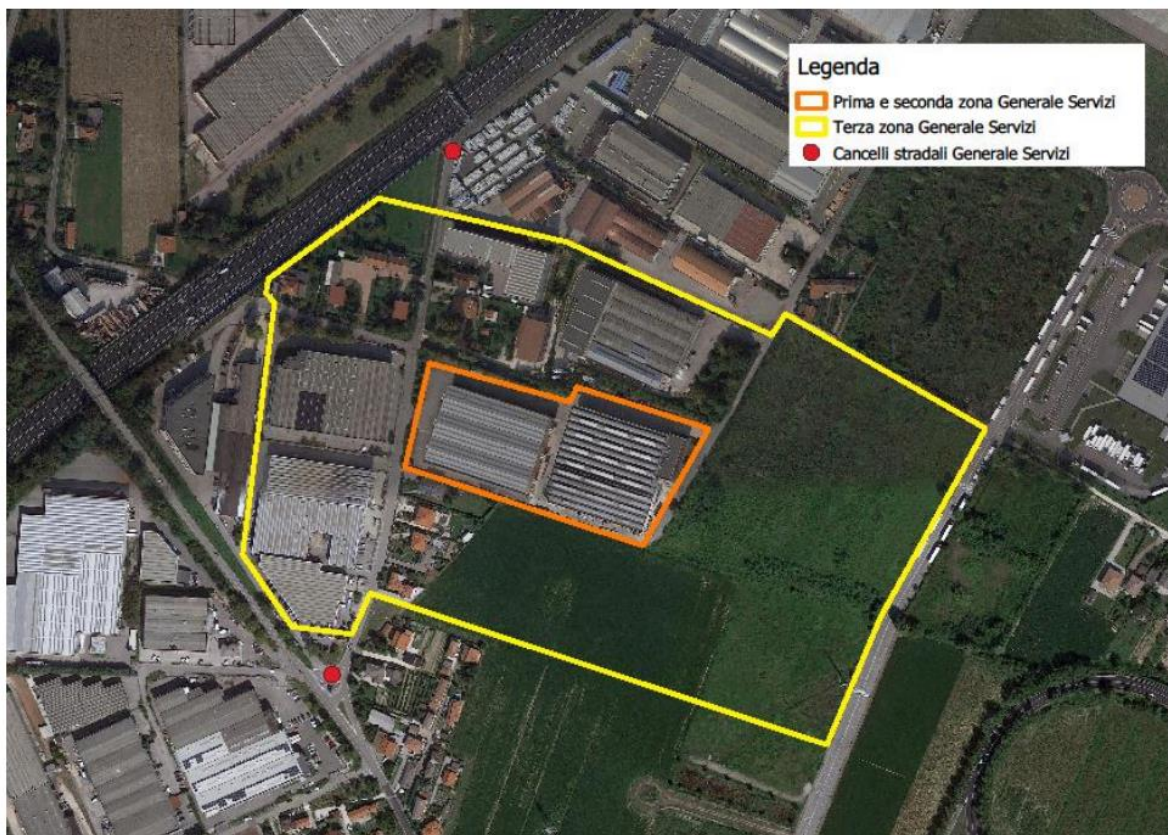 Legenda
Prima e seconda zona Generale Servizi
Terza zona Generale Servizi
Cancelli stradali Generale Servizi